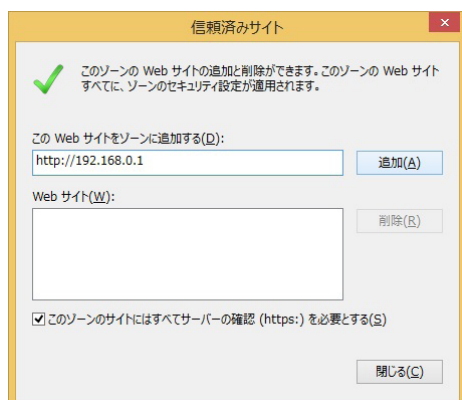 信頼済みサイト
このゾーンの Web サイトの追加と削除ができます。このゾーンの Web サイト
すべてに、ゾーンのセキュリティ設定が適用されます。
この Web サイトをゾーンに追加する(D):
http://192.168.0.1
追加(A)
Web サイト(W):
削除(R)
このゾーンのサイトにはすべてサーバーの確認 (https:) を必要とする(S)
閉じる(C)